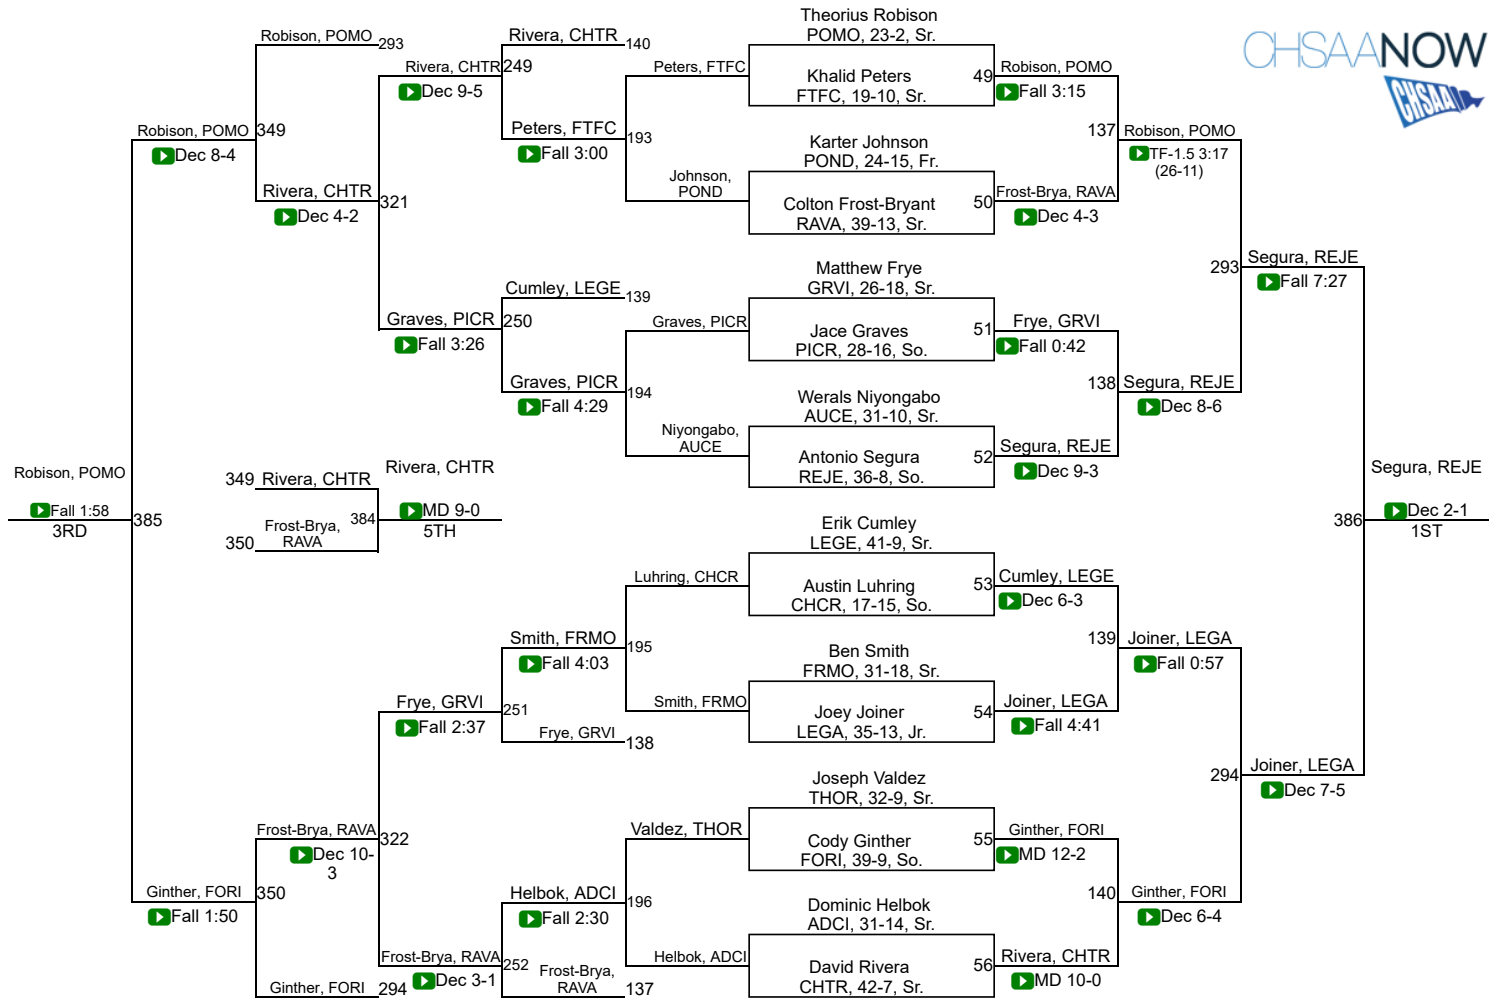 CHSAANOW
CHSAA
Theorius Robison
POMO, 23-2, Sr.
Khalid Peters
FTFC, 19-10, Sr.
49
Karter Johnson
POND, 24-15, Fr.
Colton Frost-Bryant
RAVA, 39-13, Sr.
50
Matthew Frye
GRVI, 26-18, Sr.
Jace Graves
PICR, 28-16, So.
51
Werals Niyongabo
AUCE, 31-10, Sr.
Antonio Segura
REJE, 36-8, So.
52
Erik Cumley
LEGE, 41-9, Sr.
Austin Luhring
CHCR, 17-15, So.
53
Ben Smith
FRMO, 31-18, Sr.
Joey Joiner
LEGA, 35-13, Jr.
54
Joseph Valdez
THOR, 32-9, Sr.
Cody Ginther
FORI, 39-9, So.
55
Dominic Helbok
ADCI, 31-14, Sr.
David Rivera
CHTR, 42-7, Sr.
56
Robison, POMO
Fall 3:15
137
Frost-Brya, RAVA
Dec 4-3
Frye, GRVI
Fall 0:42
138
Segura, REJE
Dec 9-3
Cumley, LEGE
Dec 6-3
139
Joiner, LEGA
Fall 4:41
Ginther, FORI
MD 12-2
140
Rivera, CHTR
MD 10-0
Robison, POMO
TF-1.5 3:17
(26-11)
293
Segura, REJE
Dec 8-6
Joiner, LEGA
Fall 0:57
294
Ginther, FORI
Dec 6-4
Segura, REJE
Fall 7:27
386
Joiner, LEGA
Dec 7-5
Segura, REJE
Dec 2-1
1ST
Peters, FTFC
193
Johnson,
POND
Graves, PICR
194
Niyongabo,
AUCE
Luhring, CHCR
195
Smith, FRMO
Valdez, THOR
196
Helbok, ADCI
Rivera, CHTR
140
249
Peters, FTFC
Fall 3:00
Cumley, LEGE
139
250
Graves, PICR
Fall 4:29
Smith, FRMO
Fall 4:03
251
Frye, GRVI
138
Helbok, ADCI
Fall 2:30
252
Frost-Brya,
RAVA
137
Rivera, CHTR
Dec 9-5
321
Graves, PICR
Fall 3:26
Frye, GRVI
Fall 2:37
322
Frost-Brya, RAVA
Dec 3-1
Robison, POMO
293
349
Rivera, CHTR
Dec 4-2
Frost-Brya, RAVA
Dec 10-
3
350
Ginther, FORI
294
Robison, POMO
Dec 8-4
385
Ginther, FORI
Fall 1:50
Robison, POMO
Fall 1:58
3RD
349
Rivera, CHTR
384
350
Frost-Brya,
RAVA
Rivera, CHTR
MD 9-0
5TH